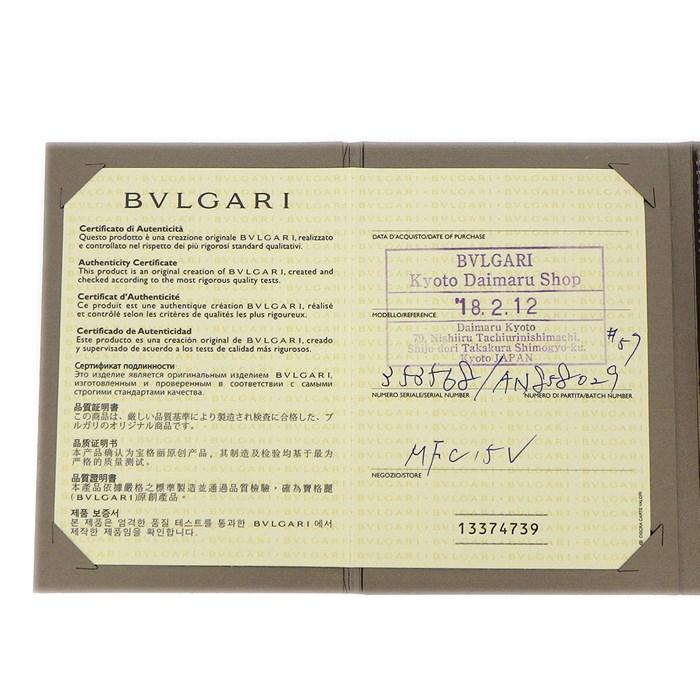 BVLGARI
Certificato di Autenticità
Questo prodotto è una creazione originale BVLGARI, realizzato
e controllato nel rispetto dei più rigorosi standard qualitativi.
Authenticity Certificate
This product is an original creation of BVLGARI, created and
checked according to the most rigorous quality tests.
Certificat d'Authenticité
Ce produit est une authentique création BVLGARI, réalisé
et contrôlé selon les critères de qualités les plus rigoureux.
Certificado de Autenticidad
Este producto es una creación original de BVLGARI, creado
y supervisado de acuerdo a los tests de calidad más rigurosos.
Сертификат подлинности
Это изделие является оригинальным изделием BVLGARI,
изготовленным и проверенным в соответствии с самыми
строгими стандартами качества.
品質証明書
この商品は、厳しい品質基準により製造され検査に合格した、ブ
ルガリのオリジナル商品です。
品质证明书
本产品确认为宝格丽原创产品，其制造及检验均基于最为
严格的质量测试。
品質證明書
本產品依據嚴格之標準製造並通過品質檢驗，確為寶格麗
(BVLGARI)原創產品。
제품 보증서
본 제품은 엄격한 품질 테스트를 통과한 BVLGARI 에서
제작한 제품임을 확인합니다.
DATA D'ACQUISTO/DATE OF PURCHASE
BVLGARI
Kyoto Daimaru Shop
'18.2.12
MODELLO/REFERENCE
Daimaru Kyoto
79, Nishiiru Tachiurinishimachi,
Shijo-dori Takakura Shimogyo-ku,
Kyoto JAPAN
#57
353568/AN858029
NUMERO SERIALE/SERIAL NUMBER
NUMERO DI PARTITA/BATCH NUMBER
MFC15V
NEGOZIO/STORE
13374739